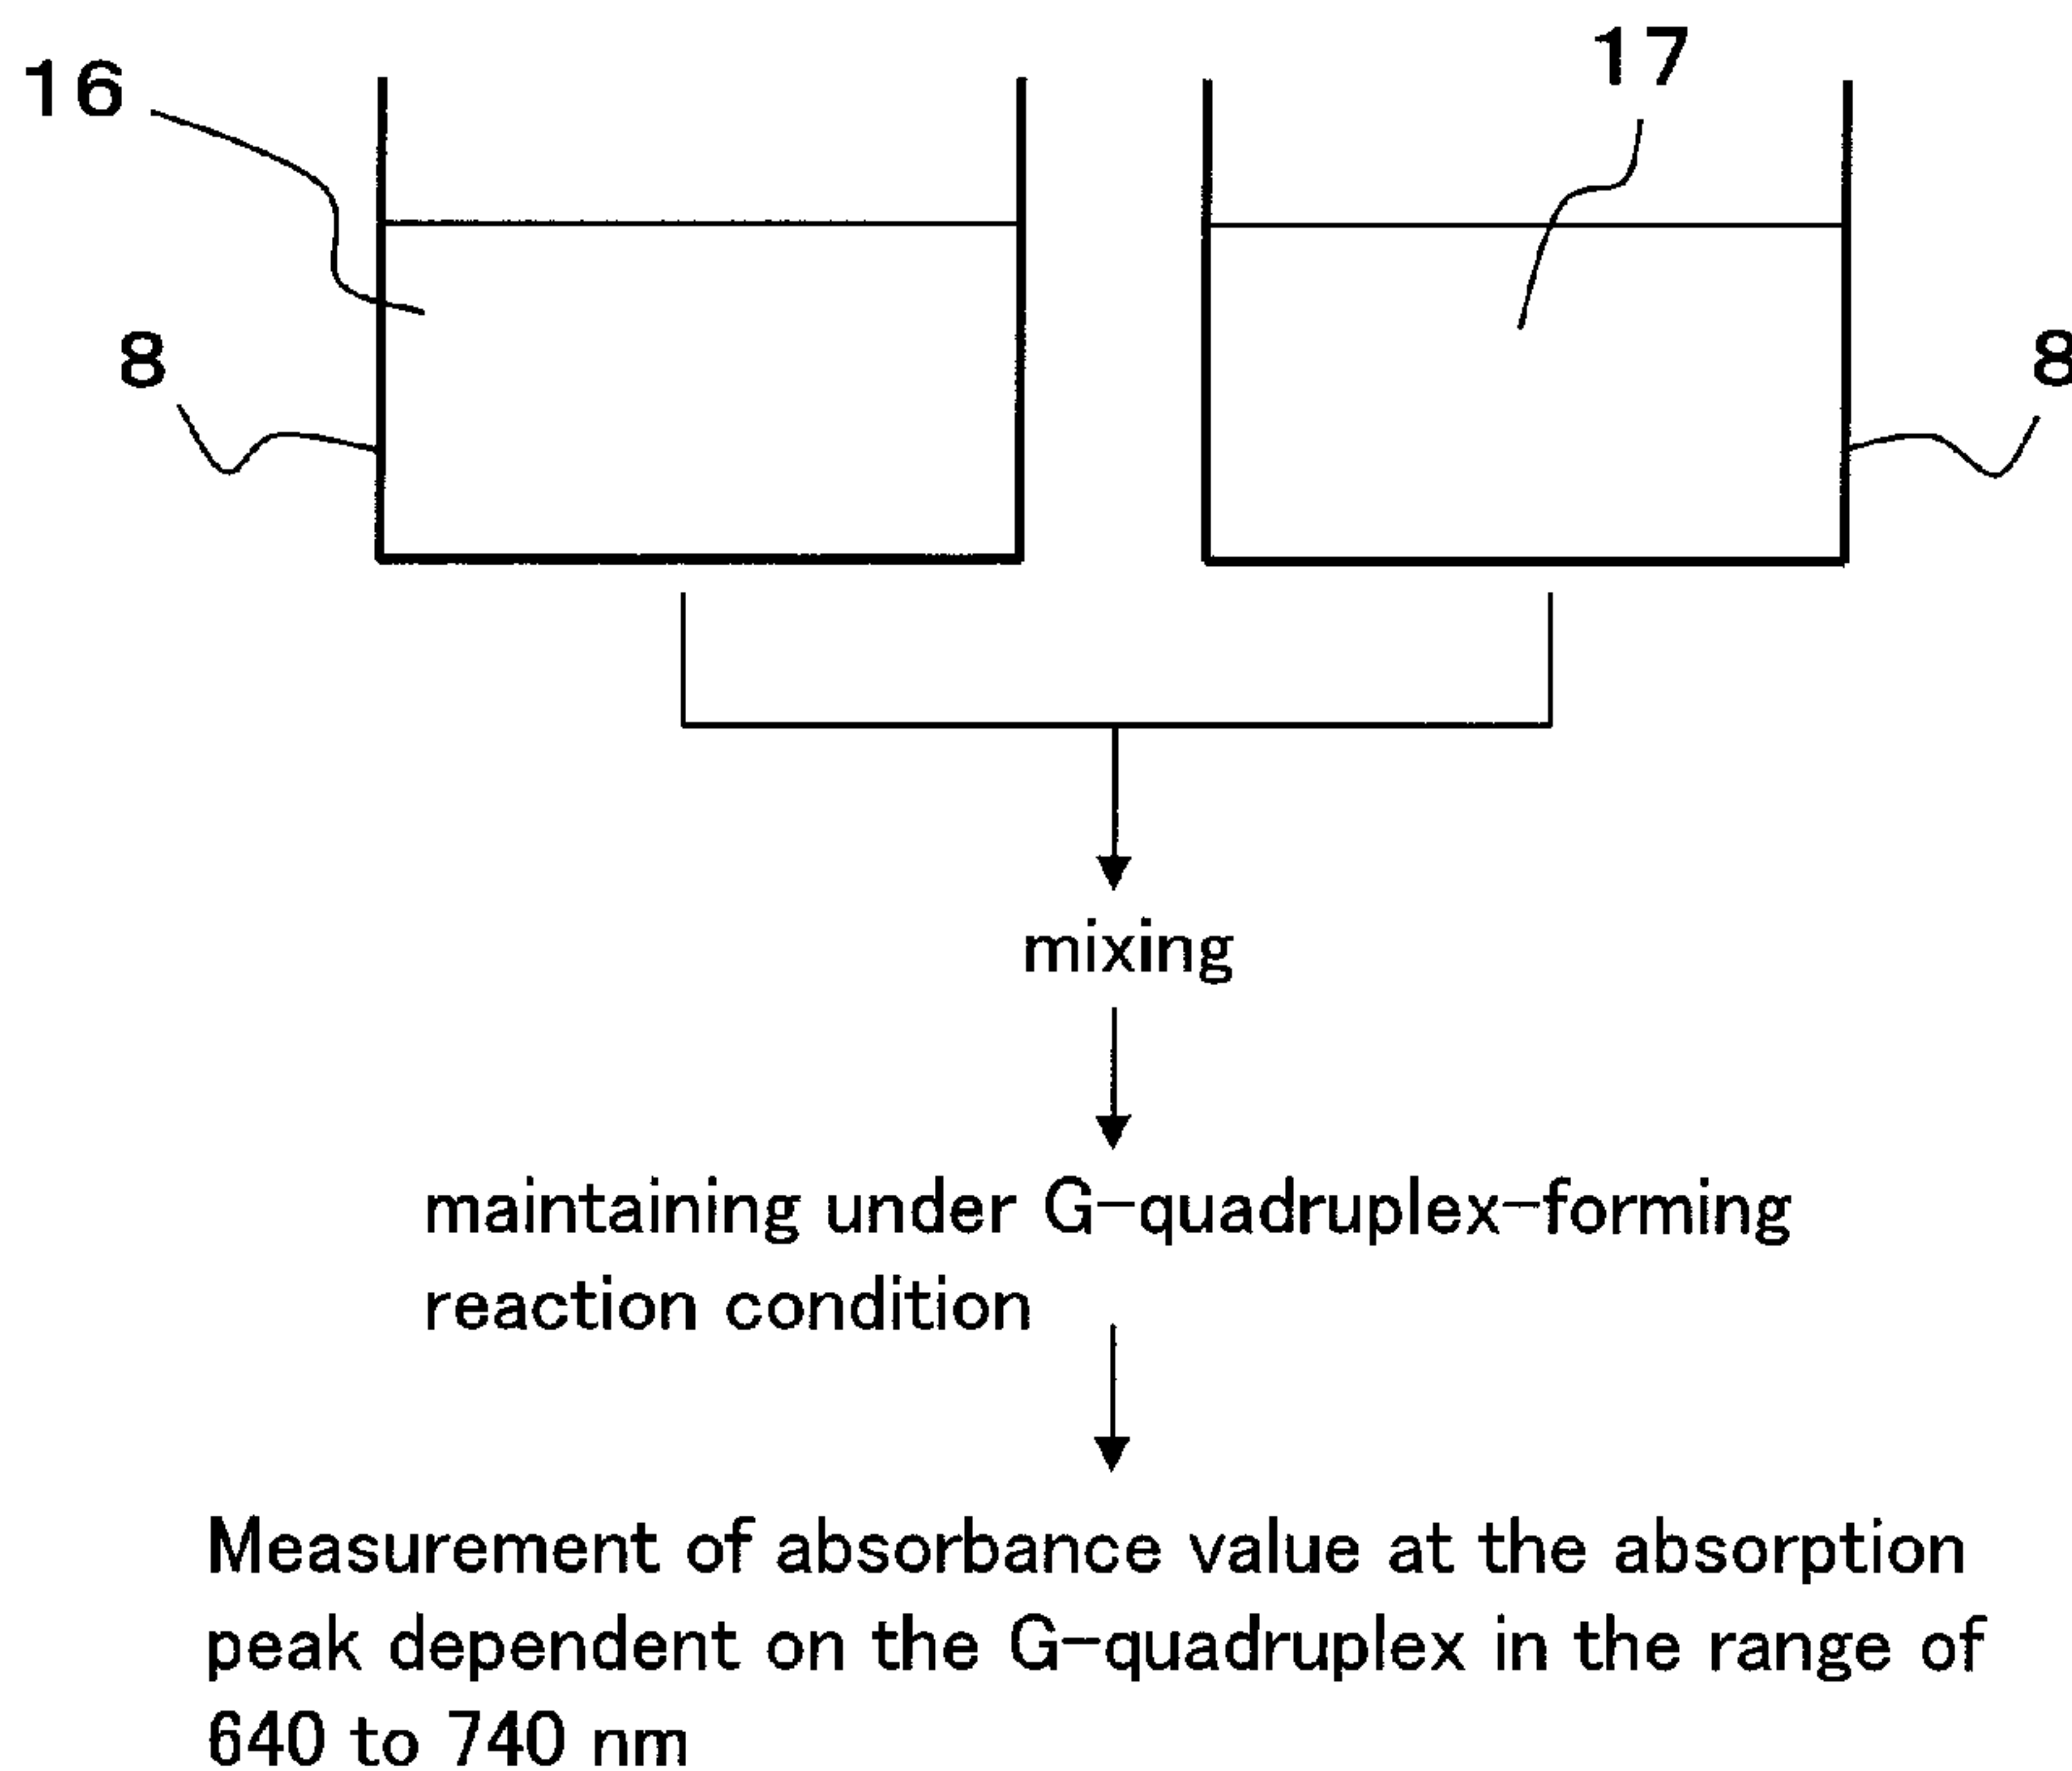 16
17
8
8
mixing
maintaining under G-quadruplex-forming
reaction condition
Measurement of absorbance value at the absorption
peak dependent on the G-quadruplex in the range of
640 to 740 nm